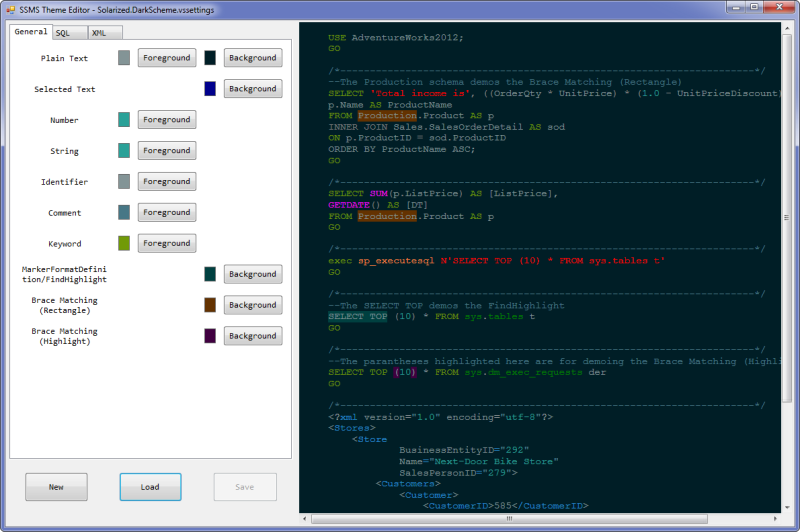 SSMS Theme Editor - Solarized.DarkScheme.vssettings
General SQL XML
Plain Text Foreground Background
Selected Text Background
Number Foreground
String Foreground
Identifier Foreground
Comment Foreground
Keyword Foreground
MarkerFormatDefini
tion/FindHighlight Background
Brace Matching
(Rectangle) Background
Brace Matching
(Highlight) Background
New Load Save
USE AdventureWorks2012;
GO
/*----------------------------------------------------------------------*/
--The Production schema demos the Brace Matching (Rectangle)
SELECT 'Total income is', ((OrderQty * UnitPrice) * (1.0 - UnitPriceDiscount)
p.Name AS ProductName
FROM Production.Product AS p
INNER JOIN Sales.SalesOrderDetail AS sod
ON p.ProductID = sod.ProductID
ORDER BY ProductName ASC;
GO
/*----------------------------------------------------------------------*/
SELECT SUM(p.ListPrice) AS [ListPrice],
GETDATE() AS [DT]
FROM Production.Product AS p
GO
/*----------------------------------------------------------------------*/
exec sp_executesql N'SELECT TOP (10) * FROM sys.tables t'
GO
/*----------------------------------------------------------------------*/
--The SELECT TOP demos the FindHighlight
SELECT TOP (10) * FROM sys.tables t
GO
/*----------------------------------------------------------------------*/
--The parantheses highlighted here are for demoing the Brace Matching (Highli
SELECT TOP (10) * FROM sys.dm_exec_requests der
GO
/*----------------------------------------------------------------------*/
<?xml version="1.0" encoding="utf-8"?>
<Stores>
<Store
BusinessEntityID="292"
Name="Next-Door Bike Store"
SalesPersonID="279">
<Customers>
<Customer>
<CustomerID>585</CustomerID>